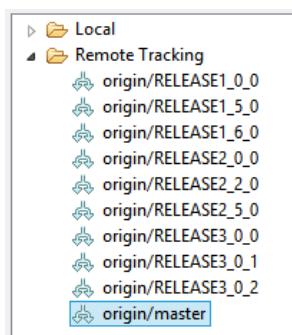 Local
Remote Tracking
origin/RELEASE1_0_0
origin/RELEASE1_5_0
origin/RELEASE1_6_0
origin/RELEASE2_0_0
origin/RELEASE2_2_0
origin/RELEASE2_5_0
origin/RELEASE3_0_0
origin/RELEASE3_0_1
origin/RELEASE3_0_2
origin/master